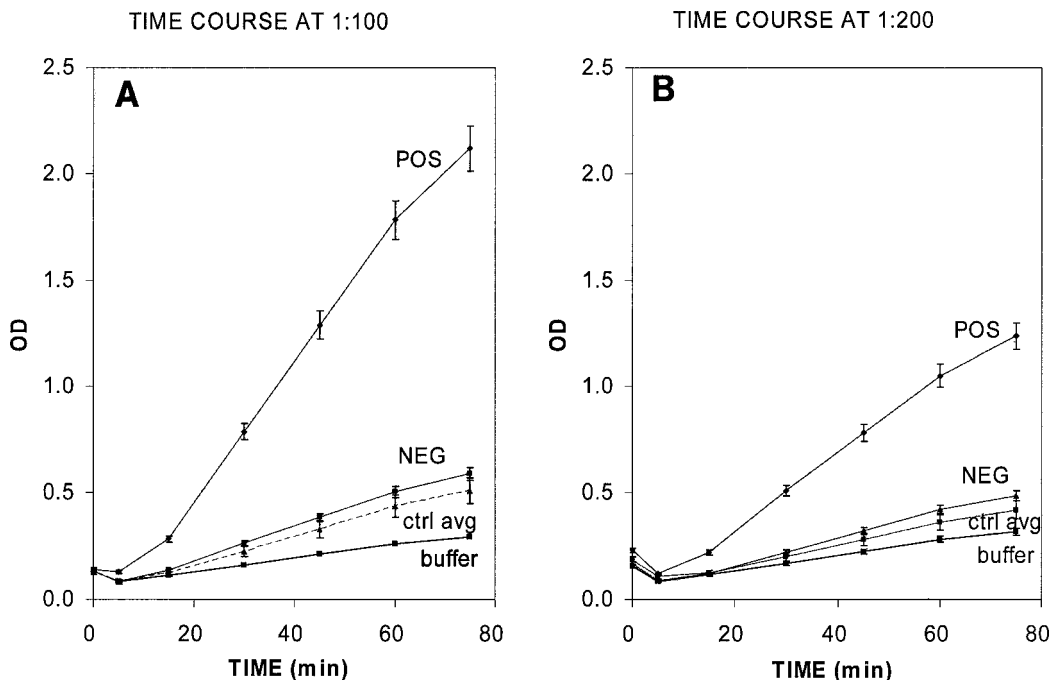 TIME COURSE AT 1:100
A
2.5
2.0
1.5
1.0
0.5
0.0
OD
POS
NEG
ctrl avg
buffer
0 20 40 60 80
TIME (min)
TIME COURSE AT 1:200
B
2.5
2.0
1.5
1.0
0.5
0.0
OD
POS
NEG
ctrl avg
buffer
0 20 40 60 80
TIME (min)